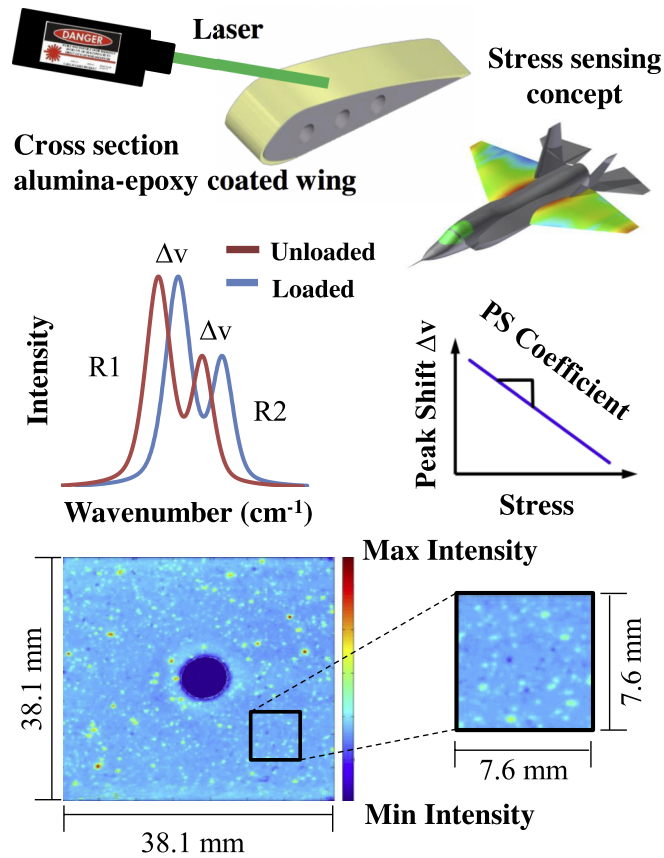 DANGER
Laser
Stress sensing
concept
Cross section
alumina-epoxy coated wing
Unloaded
Loaded
Δv
Δv
R1
R2
Intensity
Wavenumber (cm⁻¹)
PS Coefficient
Peak Shift Δv
Stress
Max Intensity
38.1 mm
7.6 mm
7.6 mm
Min Intensity
38.1 mm